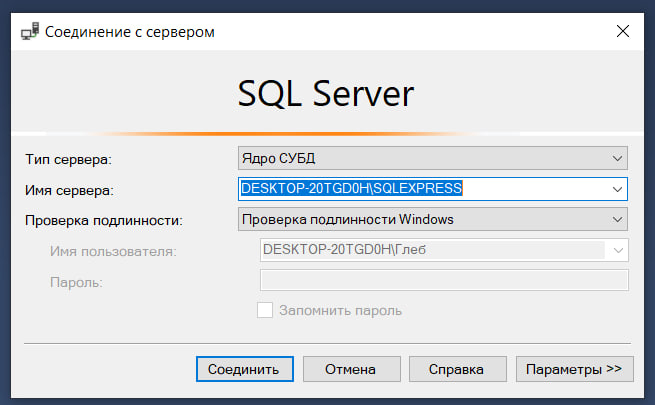 Соединение с сервером
SQL Server
Тип сервера: Ядро СУБД
Имя сервера: DESKTOP-20TGD0H\SQLEXPRESS
Проверка подлинности: Проверка подлинности Windows
Имя пользователя: DESKTOP-20TGD0H\Глеб
Пароль:
Запомнить пароль
Соединить Отмена Справка Параметры >>